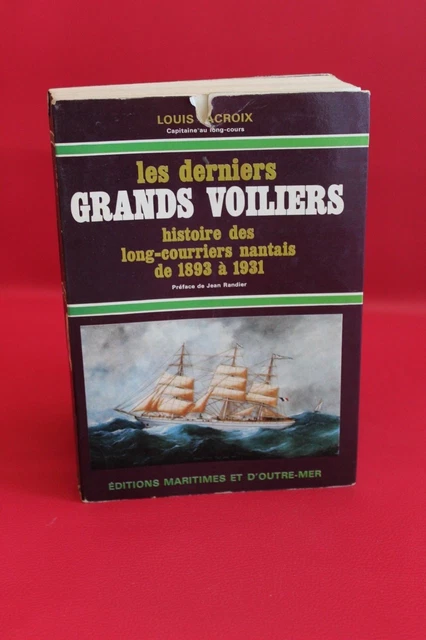 LOUIS ACROIX
Capitaine au long-cours
les derniers
GRANDS VOILIERS
histoire des
long-courriers nantais
de 1893 à 1931
Préface de Jean Randier
ÉDITIONS MARITIMES ET D'OUTRE-MER